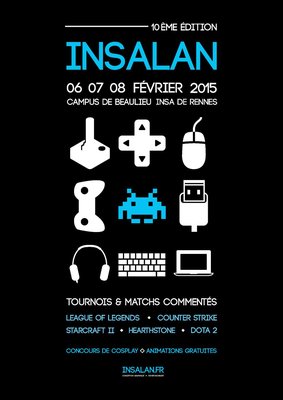 10ÈME ÉDITION
INSALAN
06 07 08 FÉVRIER 2015
CAMPUS DE BEAULIEU INSA DE RENNES
TOURNOIS & MATCHS COMMENTÉS
LEAGUE OF LEGENDS • COUNTER STRIKE
STARCRAFT II • HEARTHSTONE • DOTA 2
CONCOURS DE COSPLAY ❖ ANIMATIONS GRATUITES
INSALAN.FR